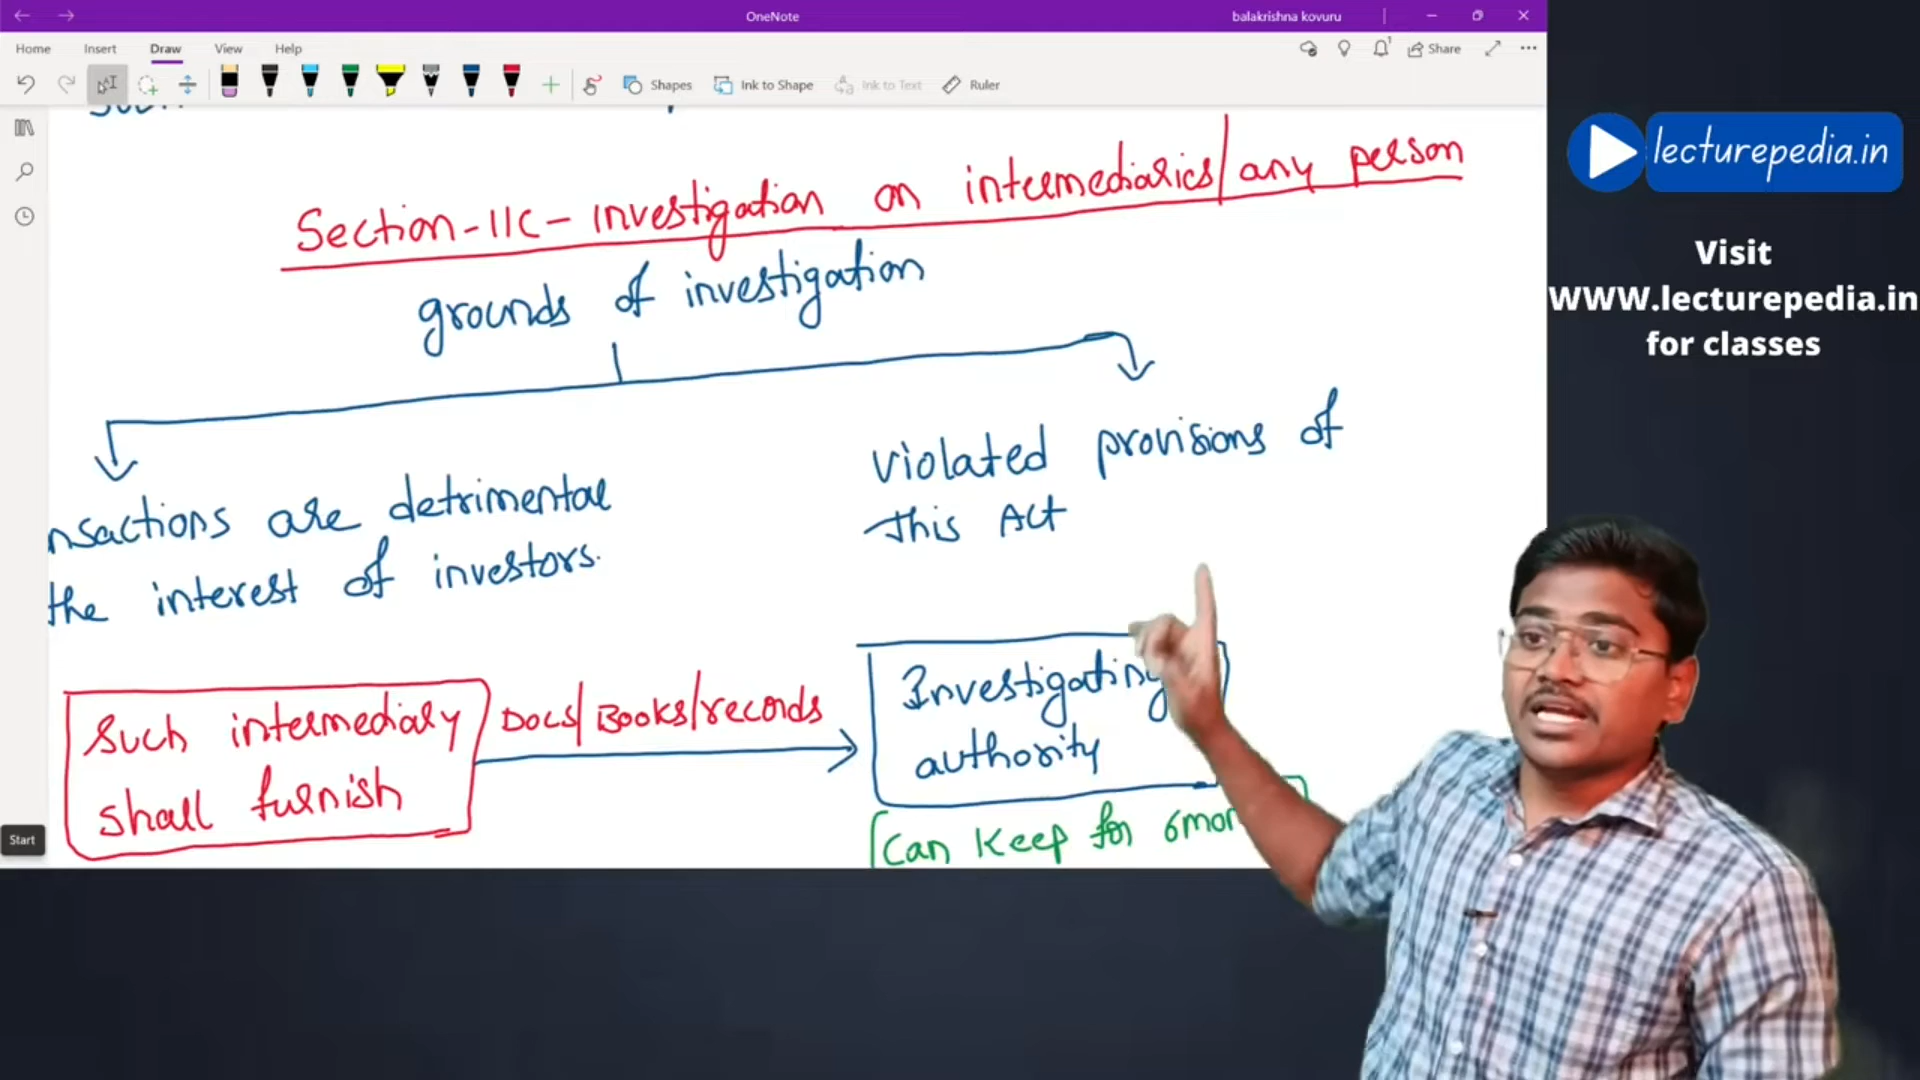 OneNote
balakrishna kovuru
Home Insert Draw View Help
Share
Shapes Ink to Shape Ink to Text Ruler
lecturepedia.in
Visit
WWW.lecturepedia.in
for classes
Section-11C- investigation on intermediaries/any person
grounds of investigation
nsactions are detrimental
the interest of investors.
violated provisions of
this Act
Such intermediary
shall furnish
Docs/Books/records
Investigating
authority
Can Keep for 6mon
Start